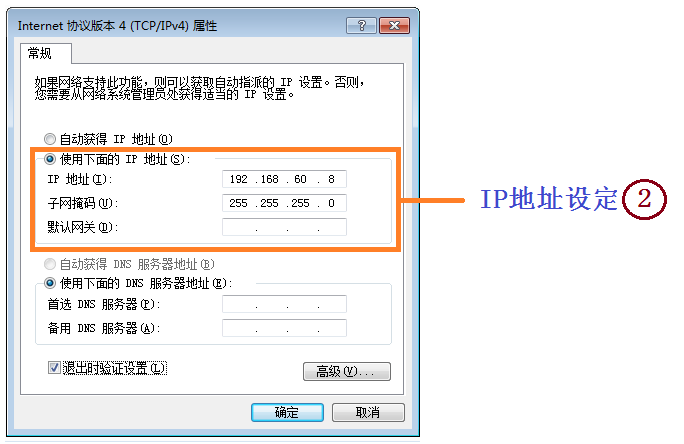 Internet 协议版本 4 (TCP/IPv4) 属性
常规
如果网络支持此功能，则可以获取自动指派的 IP 设置。否则，
您需要从网络系统管理员处获得适当的 IP 设置。
自动获得 IP 地址(O)
使用下面的 IP 地址(S):
IP 地址(I): 192 .168 .60 .8
子网掩码(U): 255 .255 .255 .0
默认网关(D): . . .
IP地址设定 2
自动获得 DNS 服务器地址(B)
使用下面的 DNS 服务器地址(E):
首选 DNS 服务器(P): . . .
备用 DNS 服务器(A): . . .
退出时验证设置(L)
高级(V)...
确定 取消